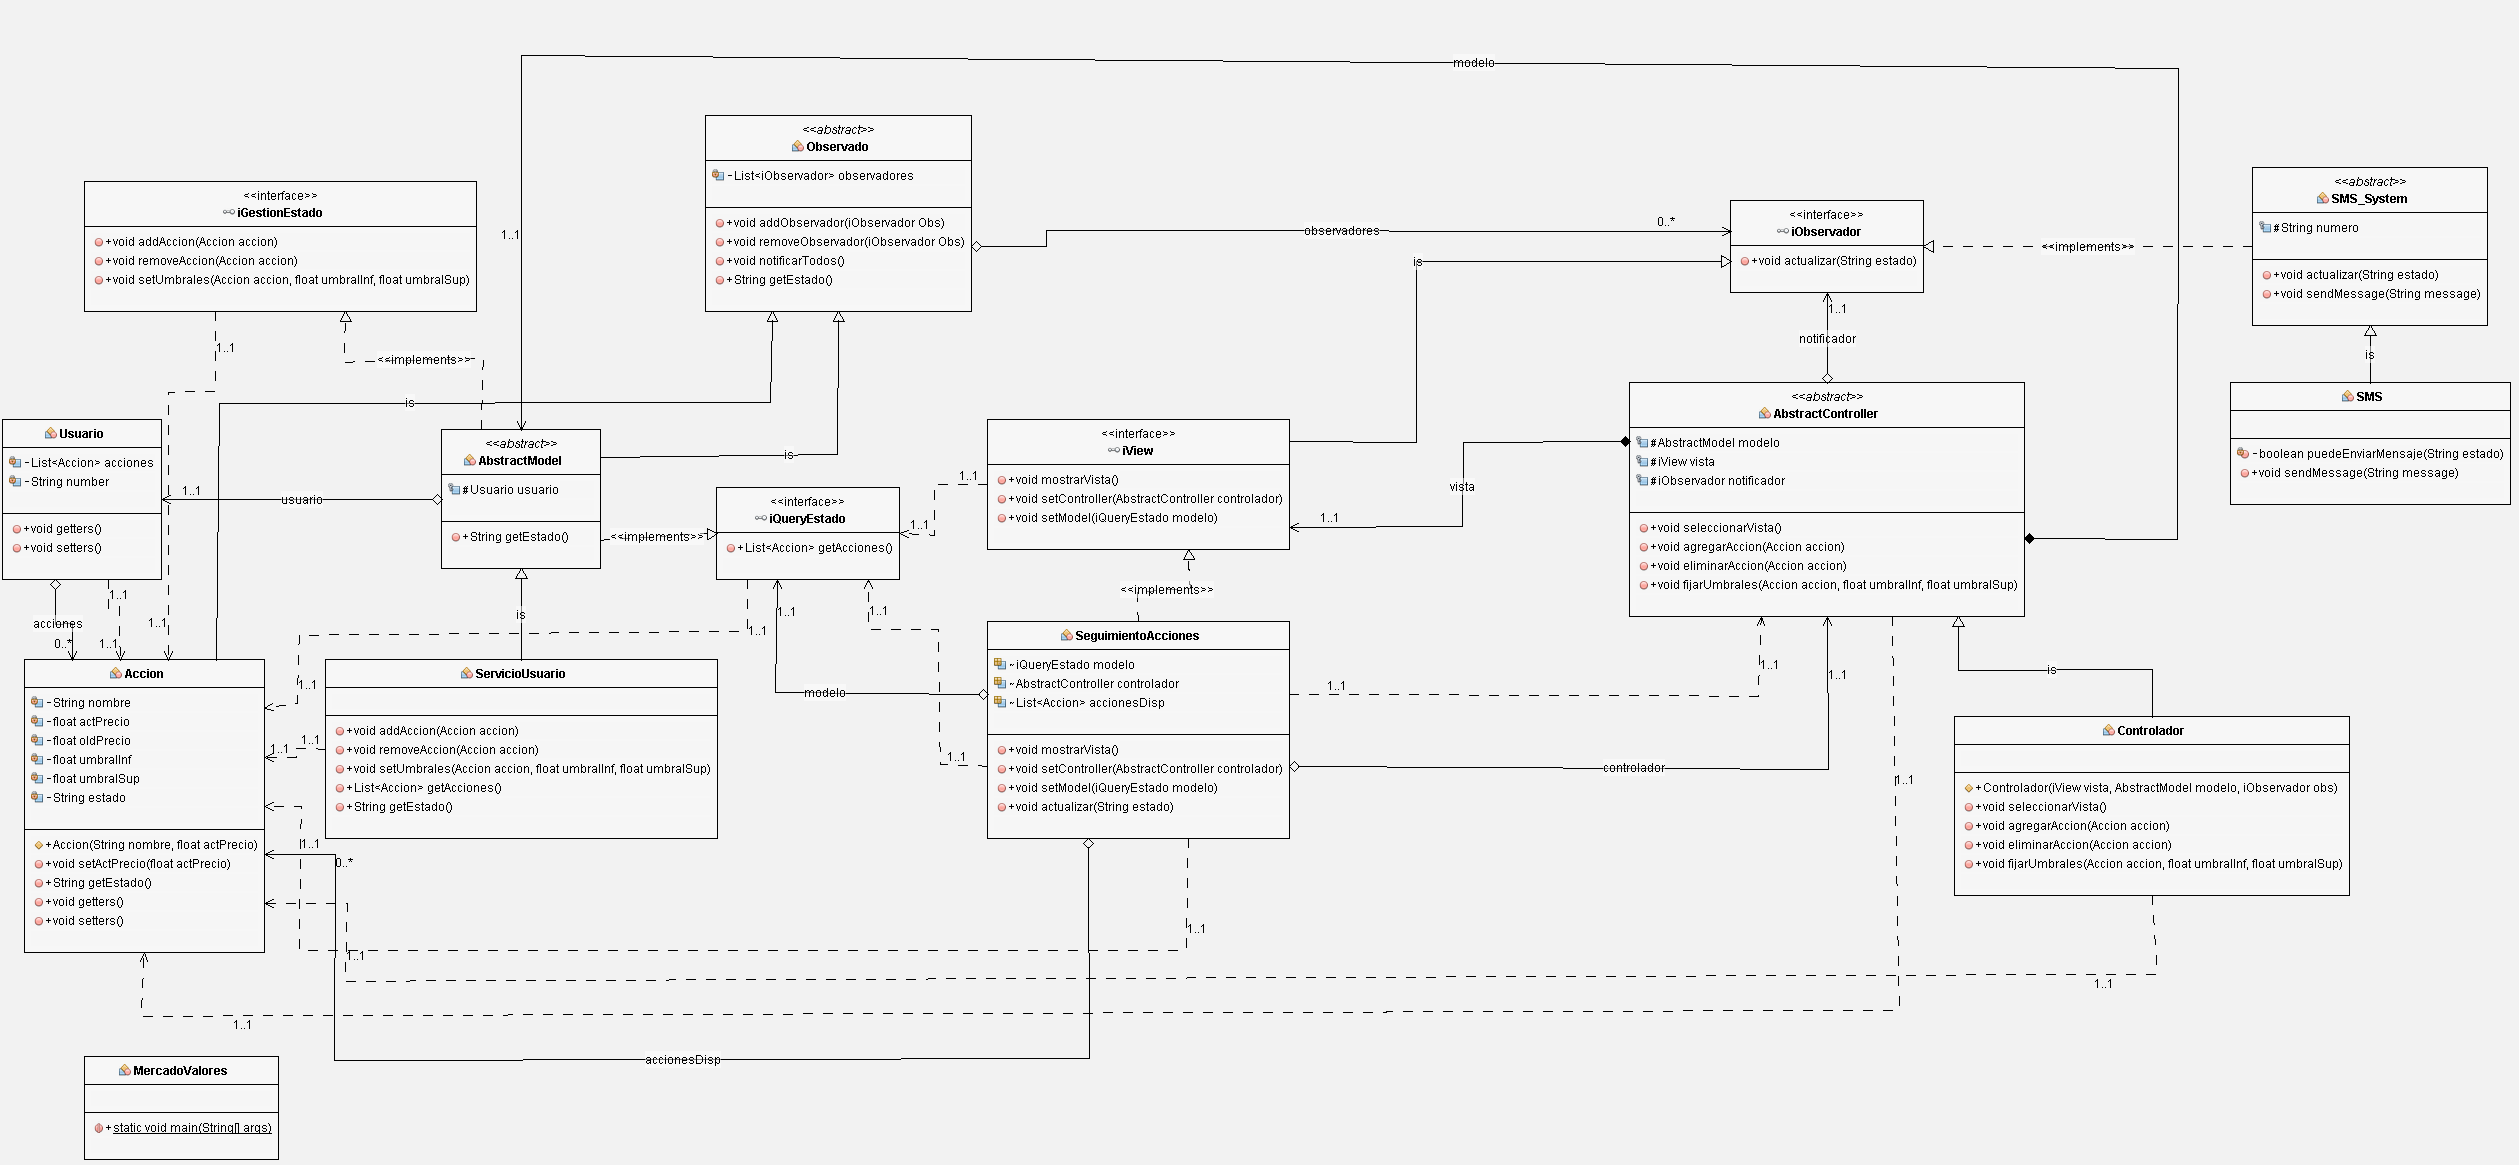 modelo
1..1
<<abstract>>
Observado
-List<iObservador> observadores
+void addObservador(iObservador Obs)
+void removeObservador(iObservador Obs)
+void notificarTodos()
+String getEstado()
<<interface>>
iGestionEstado
+void addAccion(Accion accion)
+void removeAccion(Accion accion)
+void setUmbrales(Accion accion, float umbralInf, float umbralSup)
observadores
0..*
<<interface>>
iObservador
+void actualizar(String estado)
<<implements>>
<<abstract>>
SMS_System
#String numero
+void actualizar(String estado)
+void sendMessage(String message)
is
SMS
-boolean puedeEnviarMensaje(String estado)
+void sendMessage(String message)
is
1..1
notificador
1..1
<<implements>>
is
is
Usuario
-List<Accion> acciones
-String number
+void getters()
+void setters()
1..1
usuario
<<abstract>>
AbstractModel
#Usuario usuario
+String getEstado()
<<implements>>
<<interface>>
iQueryEstado
+List<Accion> getAcciones()
1..1
1..1
<<interface>>
iView
+void mostrarVista()
+void setController(AbstractController controlador)
+void setModel(iQueryEstado modelo)
1..1
vista
<<abstract>>
AbstractController
#AbstractModel modelo
#iView vista
#iObservador notificador
+void seleccionarVista()
+void agregarAccion(Accion accion)
+void eliminarAccion(Accion accion)
+void fijarUmbrales(Accion accion, float umbralInf, float umbralSup)
acciones
0..*
1..1
1..1
1..1
is
1..1
1..1
1..1
1..1
<<implements>>
Accion
-String nombre
-float actPrecio
-float oldPrecio
-float umbralInf
-float umbralSup
-String estado
+Accion(String nombre, float actPrecio)
+void setActPrecio(float actPrecio)
+String getEstado()
+void getters()
+void setters()
1..1
1..1
ServicioUsuario
+void addAccion(Accion accion)
+void removeAccion(Accion accion)
+void setUmbrales(Accion accion, float umbralInf, float umbralSup)
+List<Accion> getAcciones()
+String getEstado()
modelo
1..1
SeguimientoAcciones
~iQueryEstado modelo
~AbstractController controlador
~List<Accion> accionesDisp
+void mostrarVista()
+void setController(AbstractController controlador)
+void setModel(iQueryEstado modelo)
+void actualizar(String estado)
1..1
1..1
1..1
controlador
is
1..1
Controlador
+Controlador(iView vista, AbstractModel modelo, iObservador obs)
+void seleccionarVista()
+void agregarAccion(Accion accion)
+void eliminarAccion(Accion accion)
+void fijarUmbrales(Accion accion, float umbralInf, float umbralSup)
1..1
0..*
1..1
1..1
1..1
1..1
accionesDisp
MercadoValores
+static void main(String[] args)